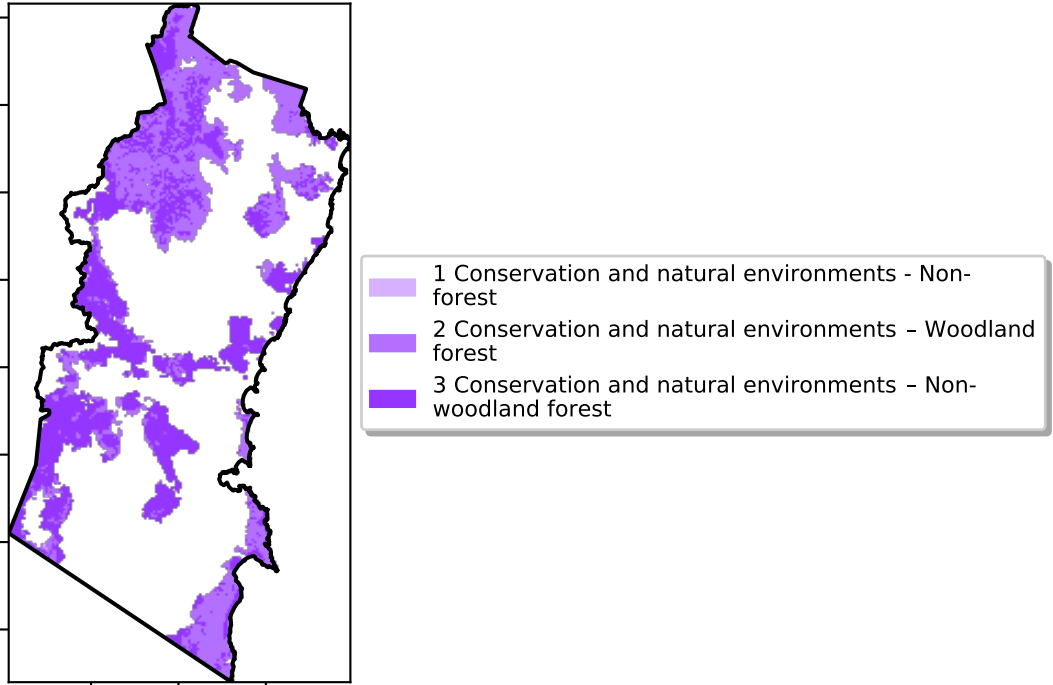 1 Conservation and natural environments - Non-
forest
2 Conservation and natural environments – Woodland
forest
3 Conservation and natural environments – Non-
woodland forest